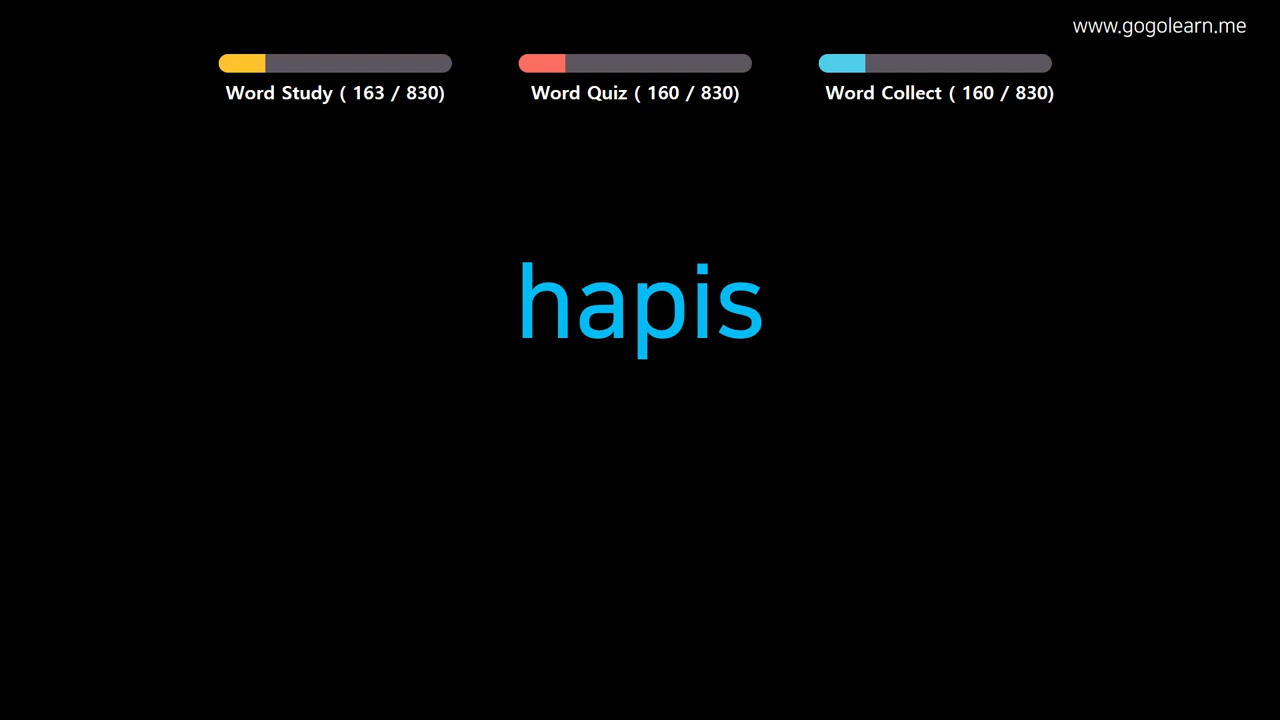 www.gogolearn.me
Word Study ( 163 / 830)
Word Quiz ( 160 / 830)
Word Collect ( 160 / 830)
hapis